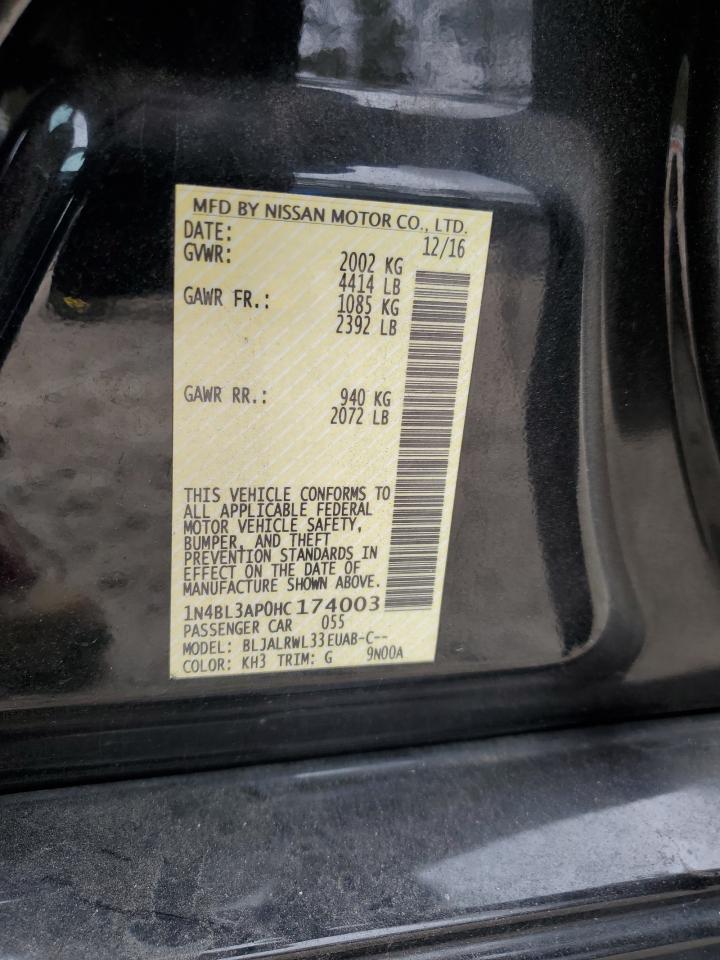 MFD BY NISSAN MOTOR CO., LTD.
DATE: 12/16
GVWR: 2002 KG
4414 LB
GAWR FR.: 1085 KG
2392 LB
GAWR RR.: 940 KG
2072 LB
THIS VEHICLE CONFORMS TO
ALL APPLICABLE FEDERAL
MOTOR VEHICLE SAFETY,
BUMPER, AND THEFT
PREVENTION STANDARDS IN
EFFECT ON THE DATE OF
MANUFACTURE SHOWN ABOVE.
1N4BL3AP0HC174003
PASSENGER CAR 055
MODEL: BLJALRWL33EUAB-C--
COLOR: KH3 TRIM: G 9N00A